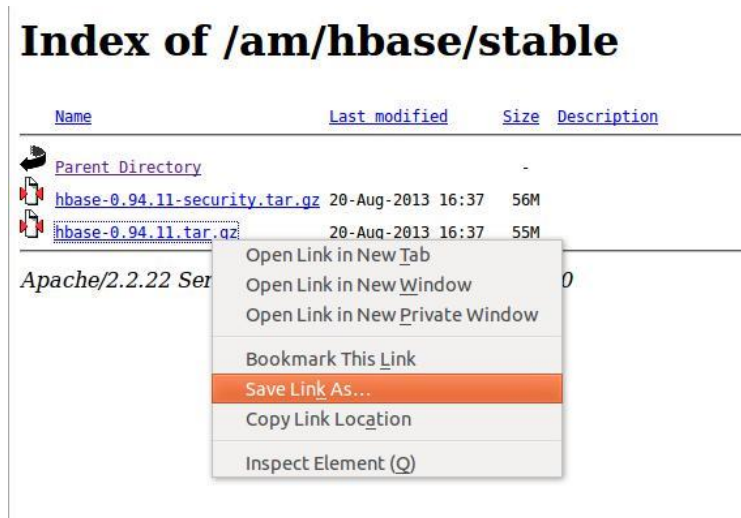 Index of /am/hbase/stable
Name Last modified Size Description
Parent Directory -
hbase-0.94.11-security.tar.gz 20-Aug-2013 16:37 56M
hbase-0.94.11.tar.gz 20-Aug-2013 16:37 55M
Apache/2.2.22 Ser 0
Open Link in New Tab
Open Link in New Window
Open Link in New Private Window
Bookmark This Link
Save Link As...
Copy Link Location
Inspect Element (Q)